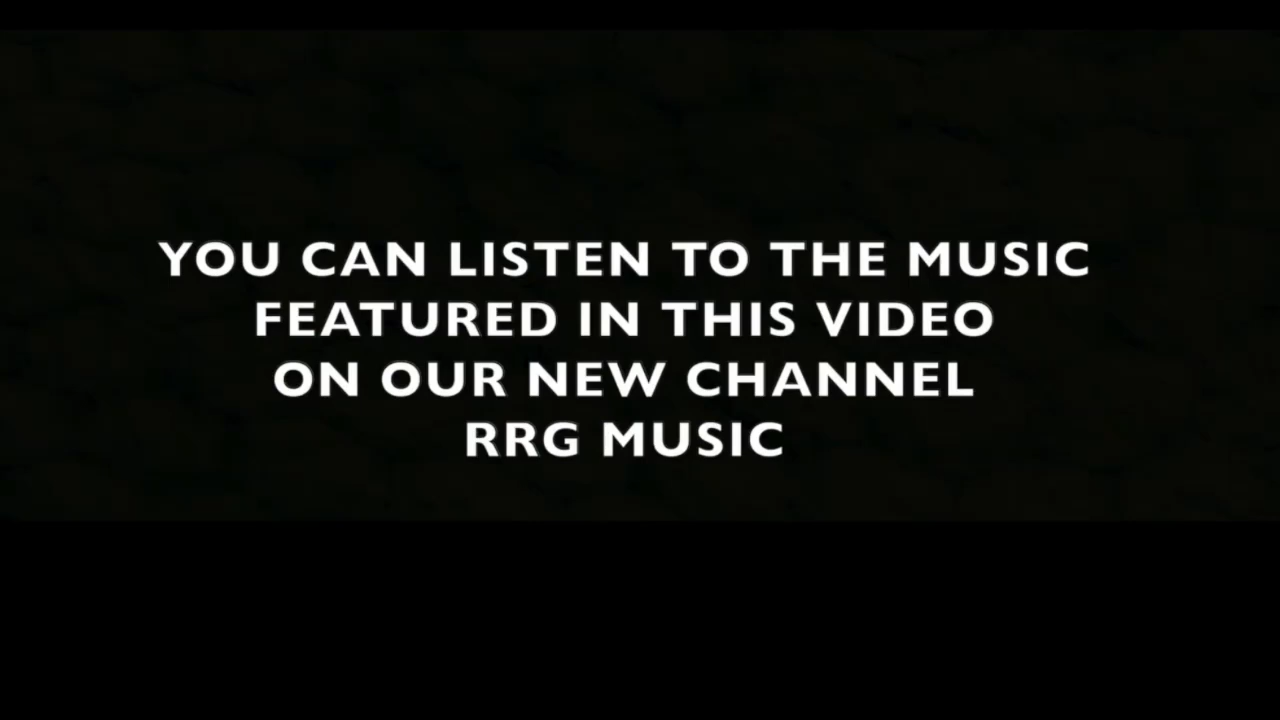 YOU CAN LISTEN TO THE MUSIC
FEATURED IN THIS VIDEO
ON OUR NEW CHANNEL
RRG MUSIC